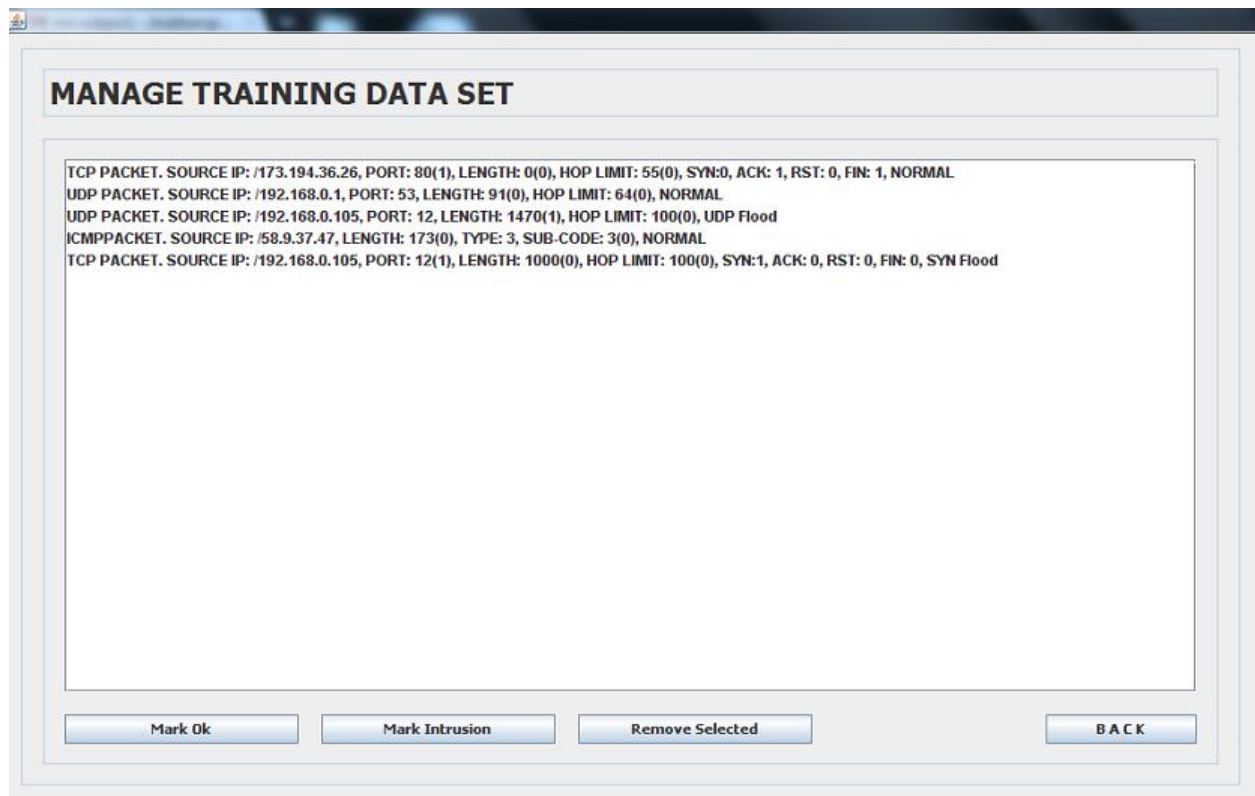 MANAGE TRAINING DATA SET
TCP PACKET. SOURCE IP: /173.194.36.26, PORT: 80(1), LENGTH: 0(0), HOP LIMIT: 55(0), SYN:0, ACK: 1, RST: 0, FIN: 1, NORMAL
UDP PACKET. SOURCE IP: /192.168.0.1, PORT: 53, LENGTH: 91(0), HOP LIMIT: 64(0), NORMAL
UDP PACKET. SOURCE IP: /192.168.0.105, PORT: 12, LENGTH: 1470(1), HOP LIMIT: 100(0), UDP Flood
ICMPPACKET. SOURCE IP: /58.9.37.47, LENGTH: 173(0), TYPE: 3, SUB-CODE: 3(0), NORMAL
TCP PACKET. SOURCE IP: /192.168.0.105, PORT: 12(1), LENGTH: 1000(0), HOP LIMIT: 100(0), SYN:1, ACK: 0, RST: 0, FIN: 0, SYN Flood
Mark Ok Mark Intrusion Remove Selected BACK